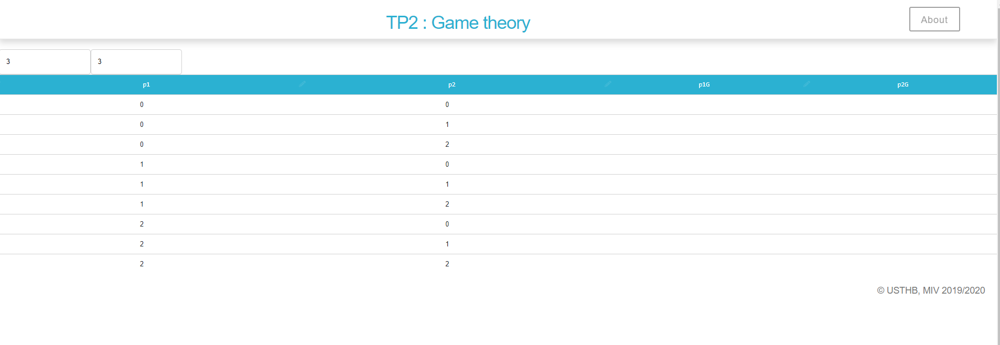 TP2 : Game theory
About
3 3
p1 p2 p1G p2G
0 0
0 1
0 2
1 0
1 1
1 2
2 0
2 1
2 2
© USTHB, MIV 2019/2020